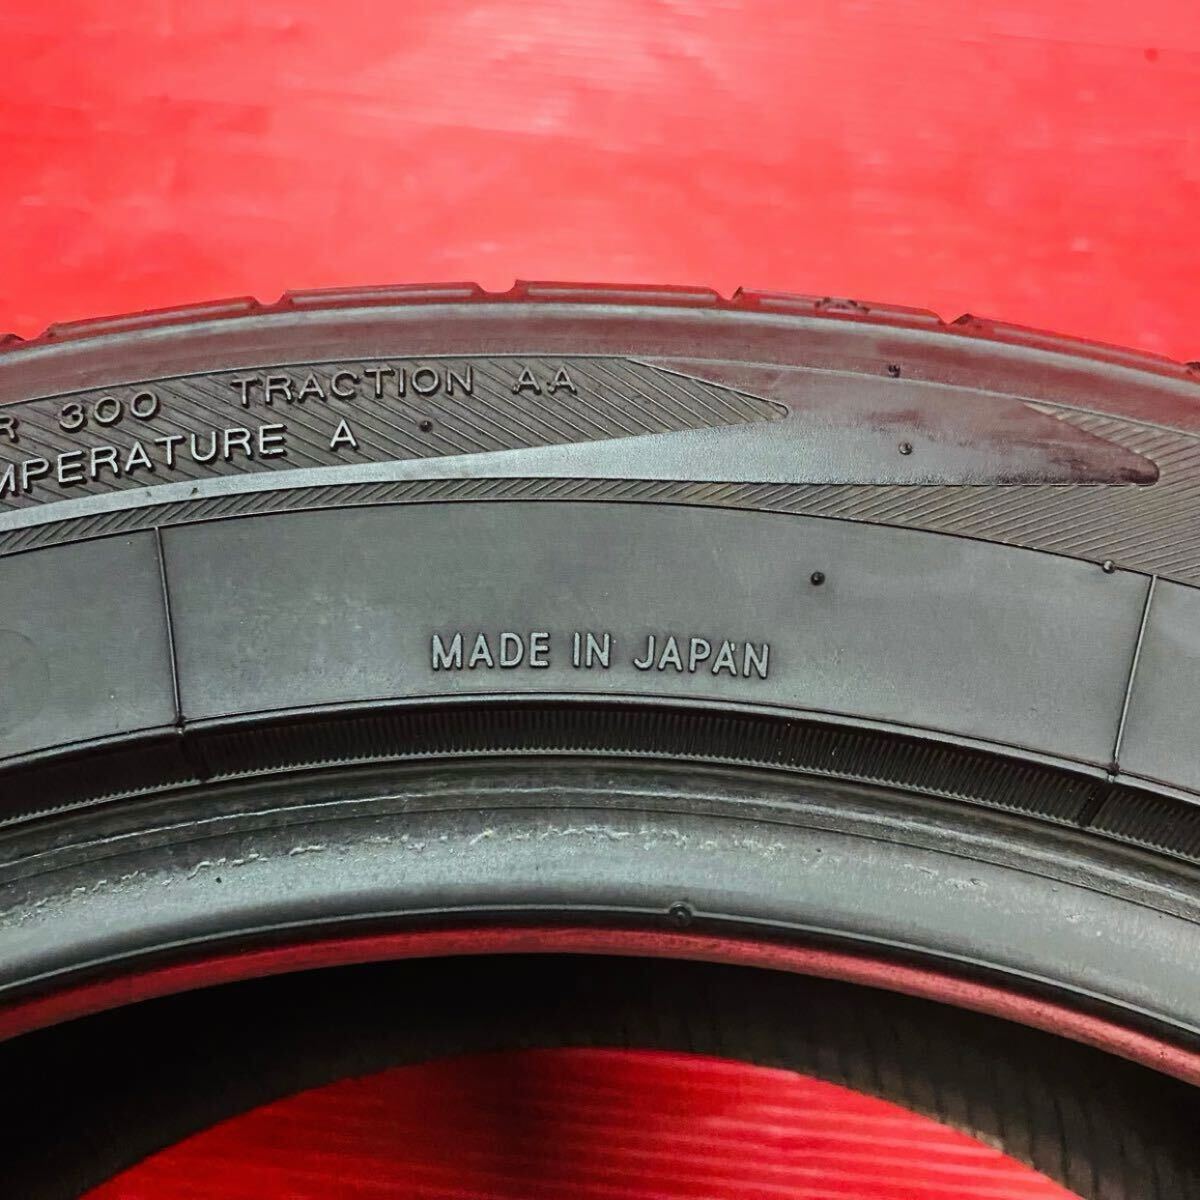 R 300 TRACTION AA
MPERATURE A
MADE IN JAPAN